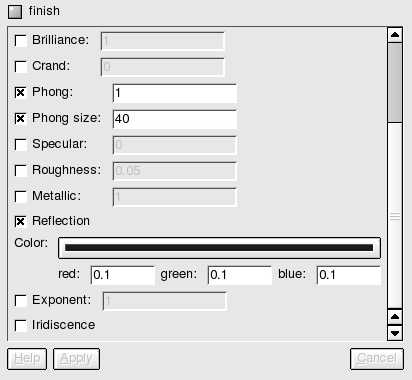 finish
Brilliance: 1
Crand: 0
Phong: 1
Phong size: 40
Specular: 0
Roughness: 0.05
Metallic: 1
Reflection
Color:
red: 0.1 green: 0.1 blue: 0.1
Exponent: 1
Iridiscence
Help Apply Cancel